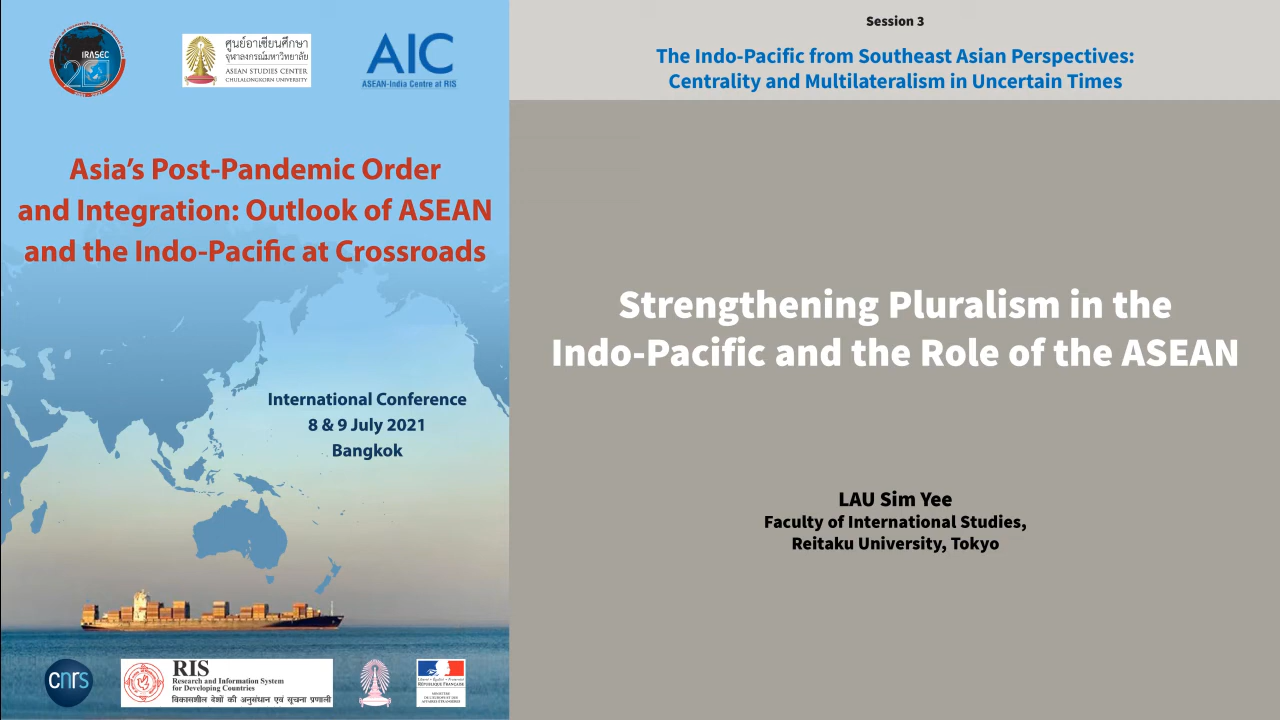 IRASEC
20
ศูนย์อาเซียนศึกษา
จุฬาลงกรณ์มหาวิทยาลัย
ASEAN STUDIES CENTER
CHULALONGKORN UNIVERSITY
AIC
ASEAN-India Centre at RIS
Asia’s Post-Pandemic Order
and Integration: Outlook of ASEAN
and the Indo-Pacific at Crossroads
International Conference
8 & 9 July 2021
Bangkok
cnrs
RIS
Research and Information System
for Developing Countries
विकासशील देशों की अनुसंधान एवं सूचना प्रणाली
RÉPUBLIQUE FRANÇAISE
Session 3
The Indo-Pacific from Southeast Asian Perspectives:
Centrality and Multilateralism in Uncertain Times
Strengthening Pluralism in the
Indo-Pacific and the Role of the ASEAN
LAU Sim Yee
Faculty of International Studies,
Reitaku University, Tokyo